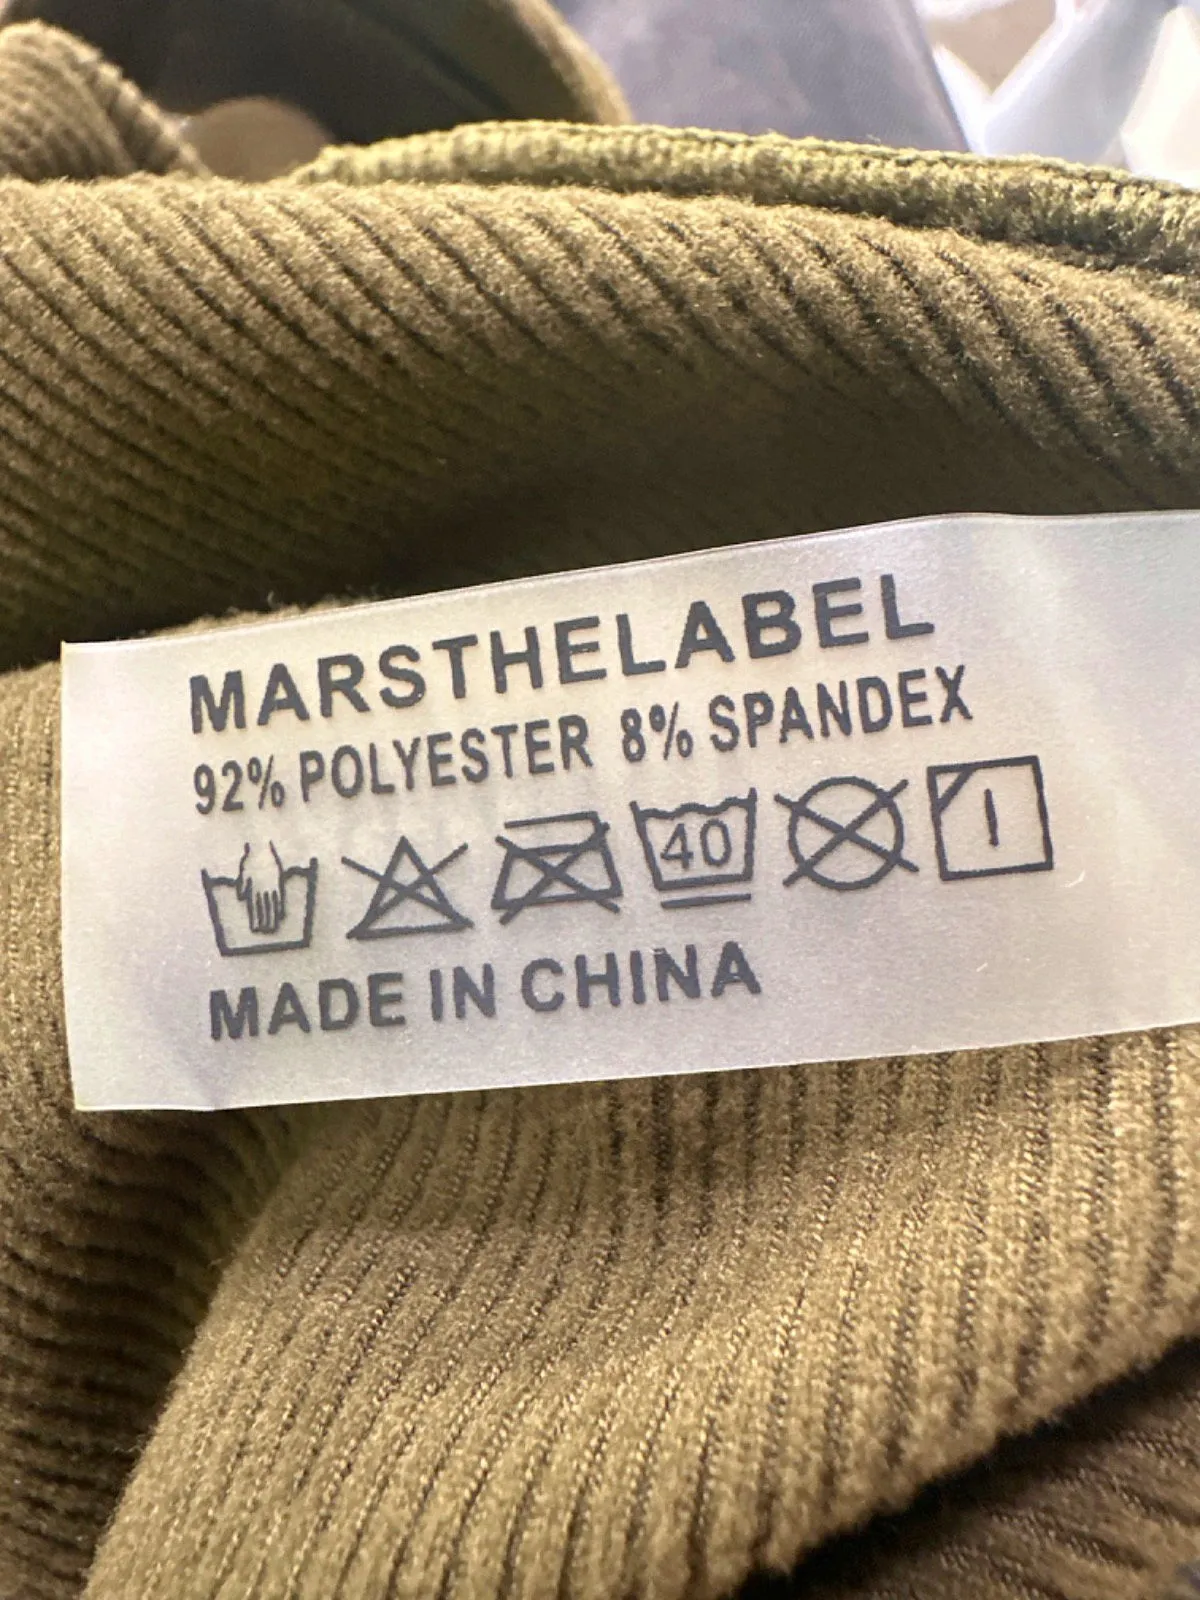 MARSTHELABEL
92% POLYESTER 8% SPANDEX
40
MADE IN CHINA